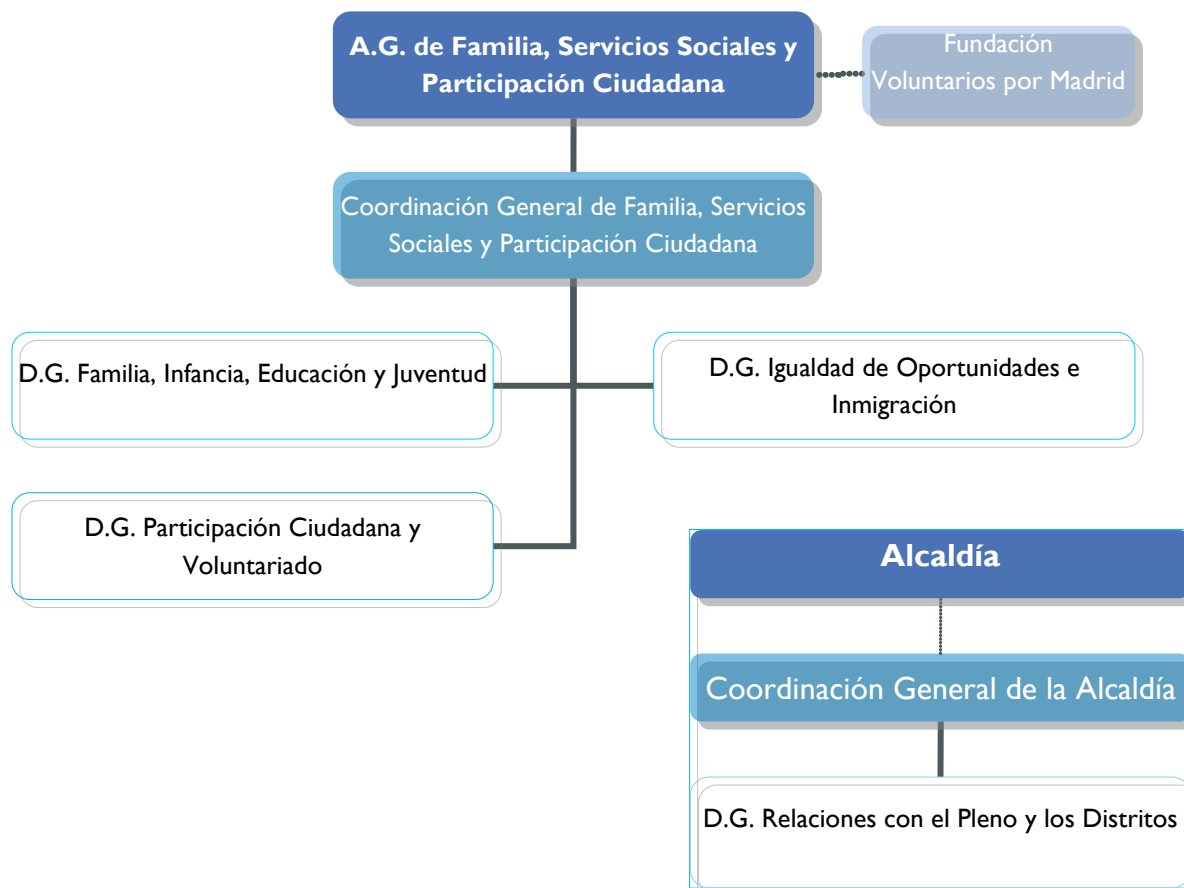 A.G. de Familia, Servicios Sociales y
Participación Ciudadana
Fundación
Voluntarios por Madrid
Coordinación General de Familia, Servicios
Sociales y Participación Ciudadana
D.G. Familia, Infancia, Educación y Juventud
D.G. Igualdad de Oportunidades e
Inmigración
D.G. Participación Ciudadana y
Voluntariado
Alcaldía
Coordinación General de la Alcaldía
D.G. Relaciones con el Pleno y los Distritos